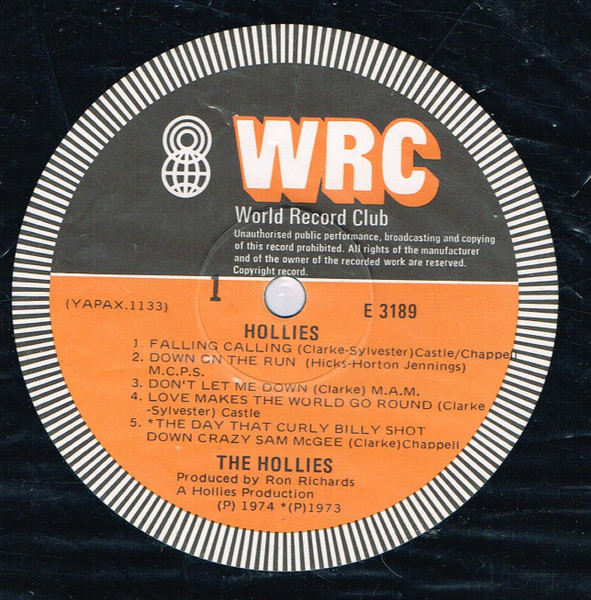 WRC
World Record Club
Unauthorised public performance, broadcasting and copying
of this record prohibited. All rights of the manufacturer
and of the owner of the recorded work are reserved.
Copyright record.
1
(YAPAX.1133)
E 3189
HOLLIES
1. FALLING CALLING (Clarke-Sylvester)Castle/Chappell
2. DOWN ON THE RUN (Hicks-Horton Jennings)
M.C.P.S.
3. DON'T LET ME DOWN (Clarke) M.A.M.
4. LOVE MAKES THE WORLD GO ROUND (Clarke
-Sylvester) Castle
5. *THE DAY THAT CURLY BILLY SHOT
DOWN CRAZY SAM McGEE (Clarke)Chappell
THE HOLLIES
Produced by Ron Richards
A Hollies Production
(P) 1974 *(P)1973